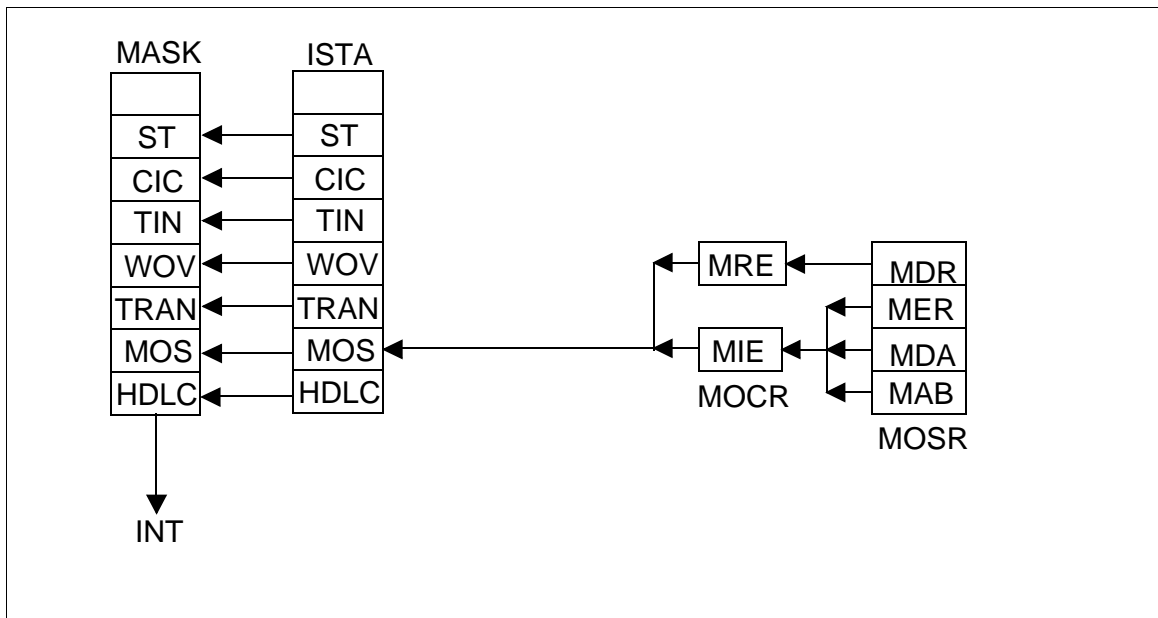 MASK
ISTA
ST
ST
CIC
CIC
TIN
TIN
WOV
WOV
MRE
MDR
TRAN
TRAN
MER
MOS
MOS
MIE
MDA
HDLC
HDLC
MOCR
MAB
MOSR
INT